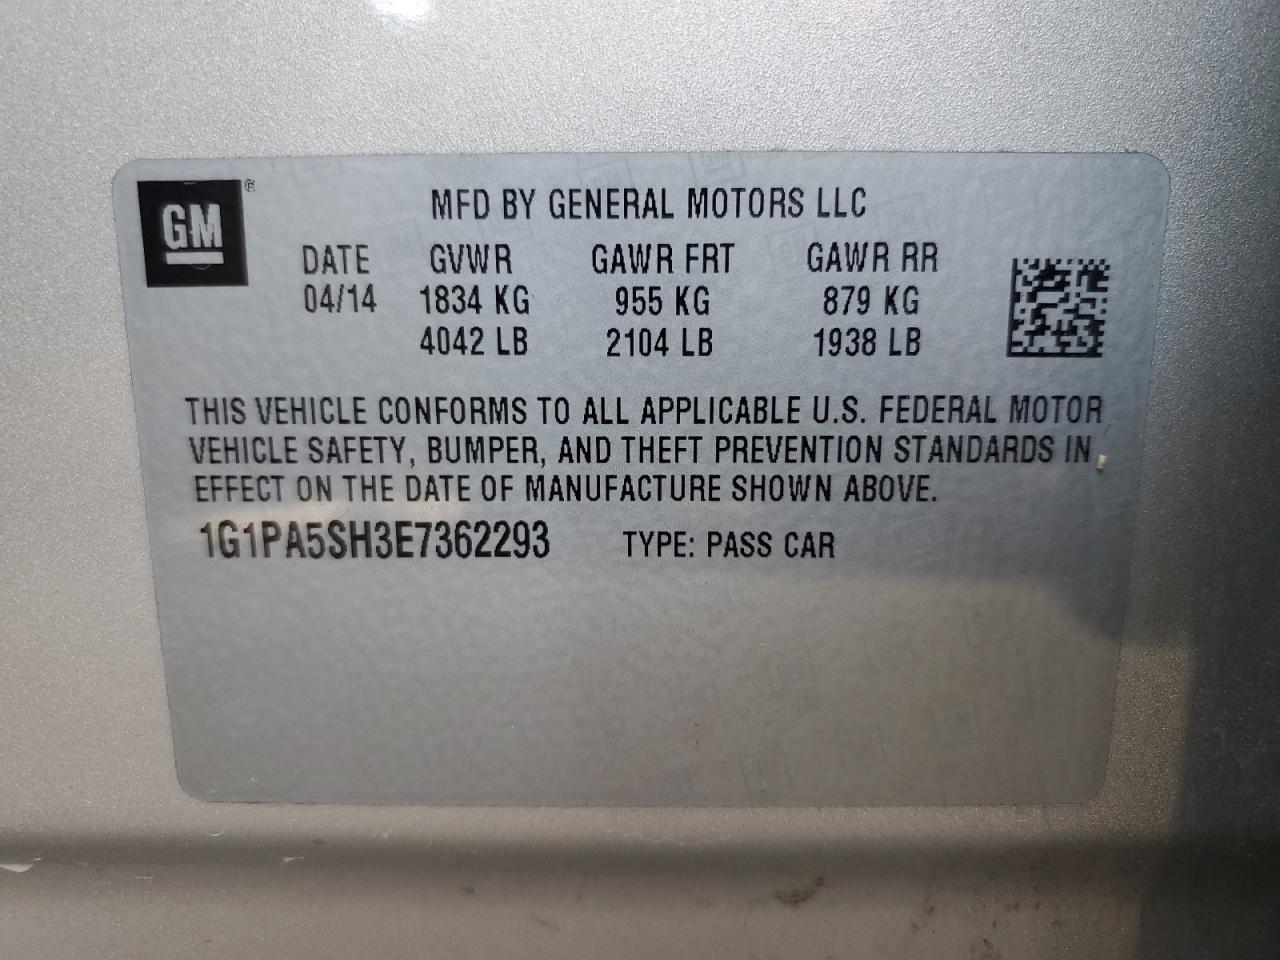 GM ®
MFD BY GENERAL MOTORS LLC
DATE GVWR GAWR FRT GAWR RR
04/14 1834 KG 955 KG 879 KG
4042 LB 2104 LB 1938 LB
THIS VEHICLE CONFORMS TO ALL APPLICABLE U.S. FEDERAL MOTOR
VEHICLE SAFETY, BUMPER, AND THEFT PREVENTION STANDARDS IN
EFFECT ON THE DATE OF MANUFACTURE SHOWN ABOVE.
1G1PA5SH3E7362293 TYPE: PASS CAR